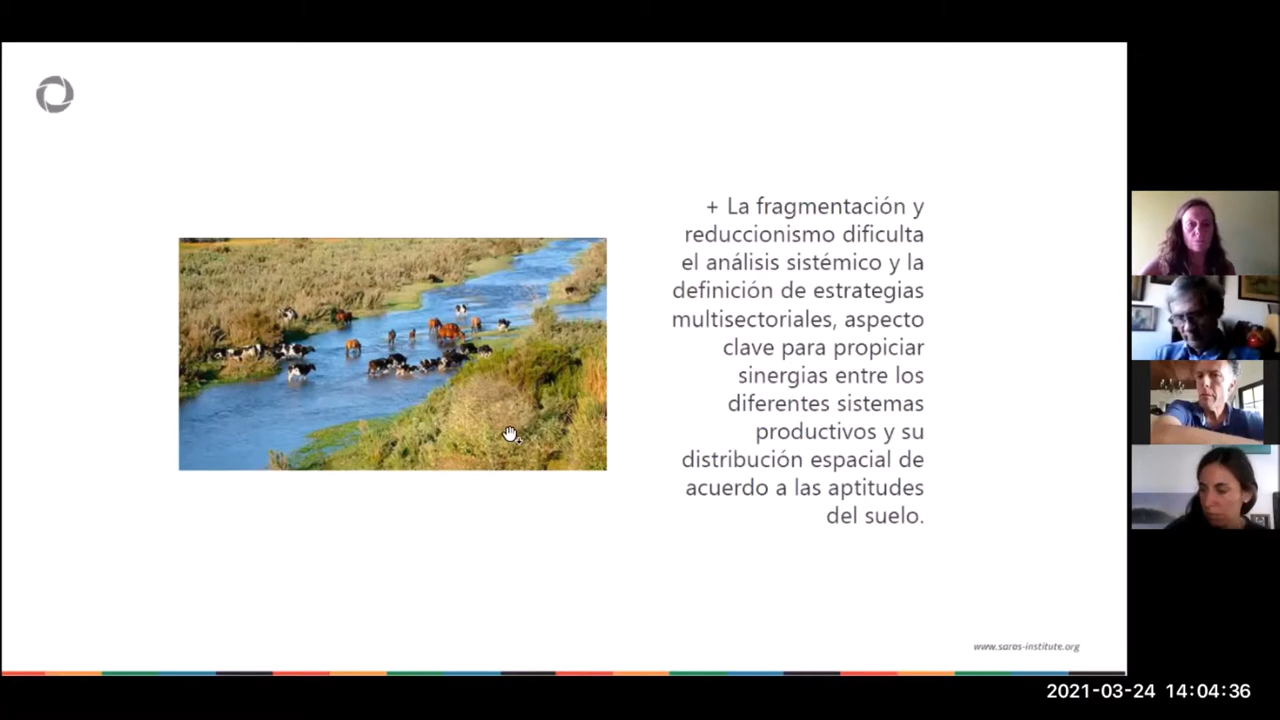 + La fragmentación y
reduccionismo dificulta
el análisis sistémico y la
definición de estrategias
multisectoriales, aspecto
clave para propiciar
sinergias entre los
diferentes sistemas
productivos y su
distribución espacial de
acuerdo a las aptitudes
del suelo.
www.saras-institute.org
2021-03-24 14:04:36